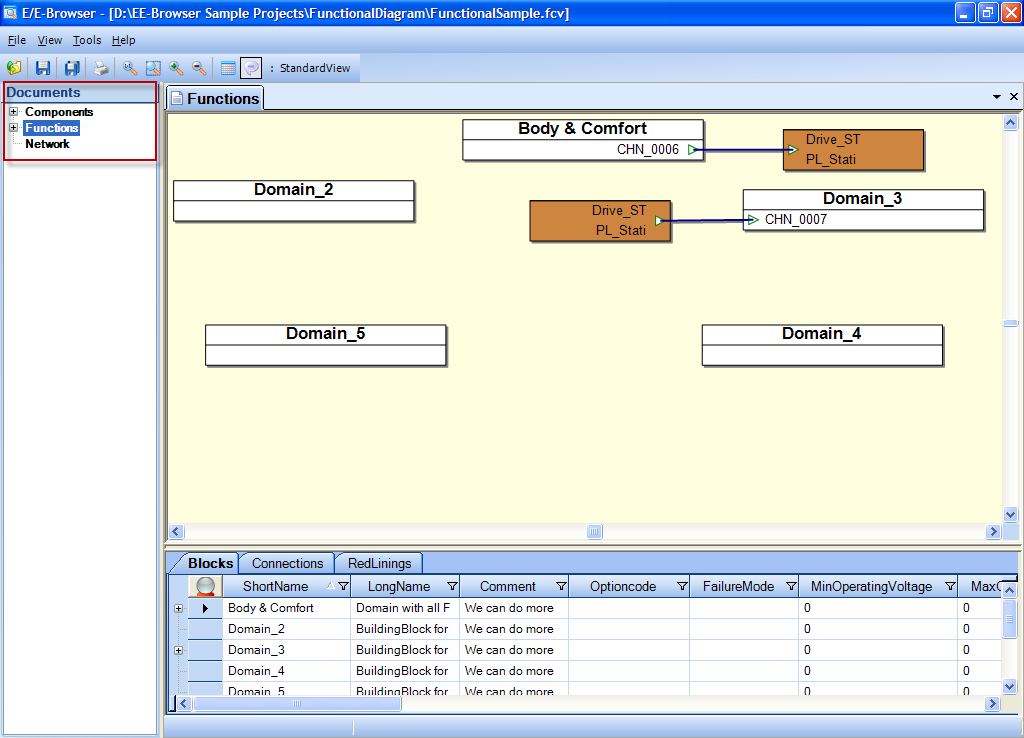 E/E-Browser - [D:\EE-Browser Sample Projects\FunctionalDiagram\FunctionalSample.fcv]
File View Tools Help
: StandardView
Documents
Components
Functions
Network
Functions
Body & Comfort
CHN_0006
Drive_ST
PL_Stati
Domain_2
Drive_ST
PL_Stati
Domain_3
CHN_0007
Domain_5
Domain_4
Blocks Connections RedLinings
ShortName LongName Comment Optioncode FailureMode MinOperatingVoltage MaxC
Body & Comfort Domain with all F We can do more 0 0
Domain_2 BuildingBlock for We can do more 0 0
Domain_3 BuildingBlock for We can do more 0 0
Domain_4 BuildingBlock for We can do more 0 0
Domain_5 BuildingBlock for We can do more 0 0